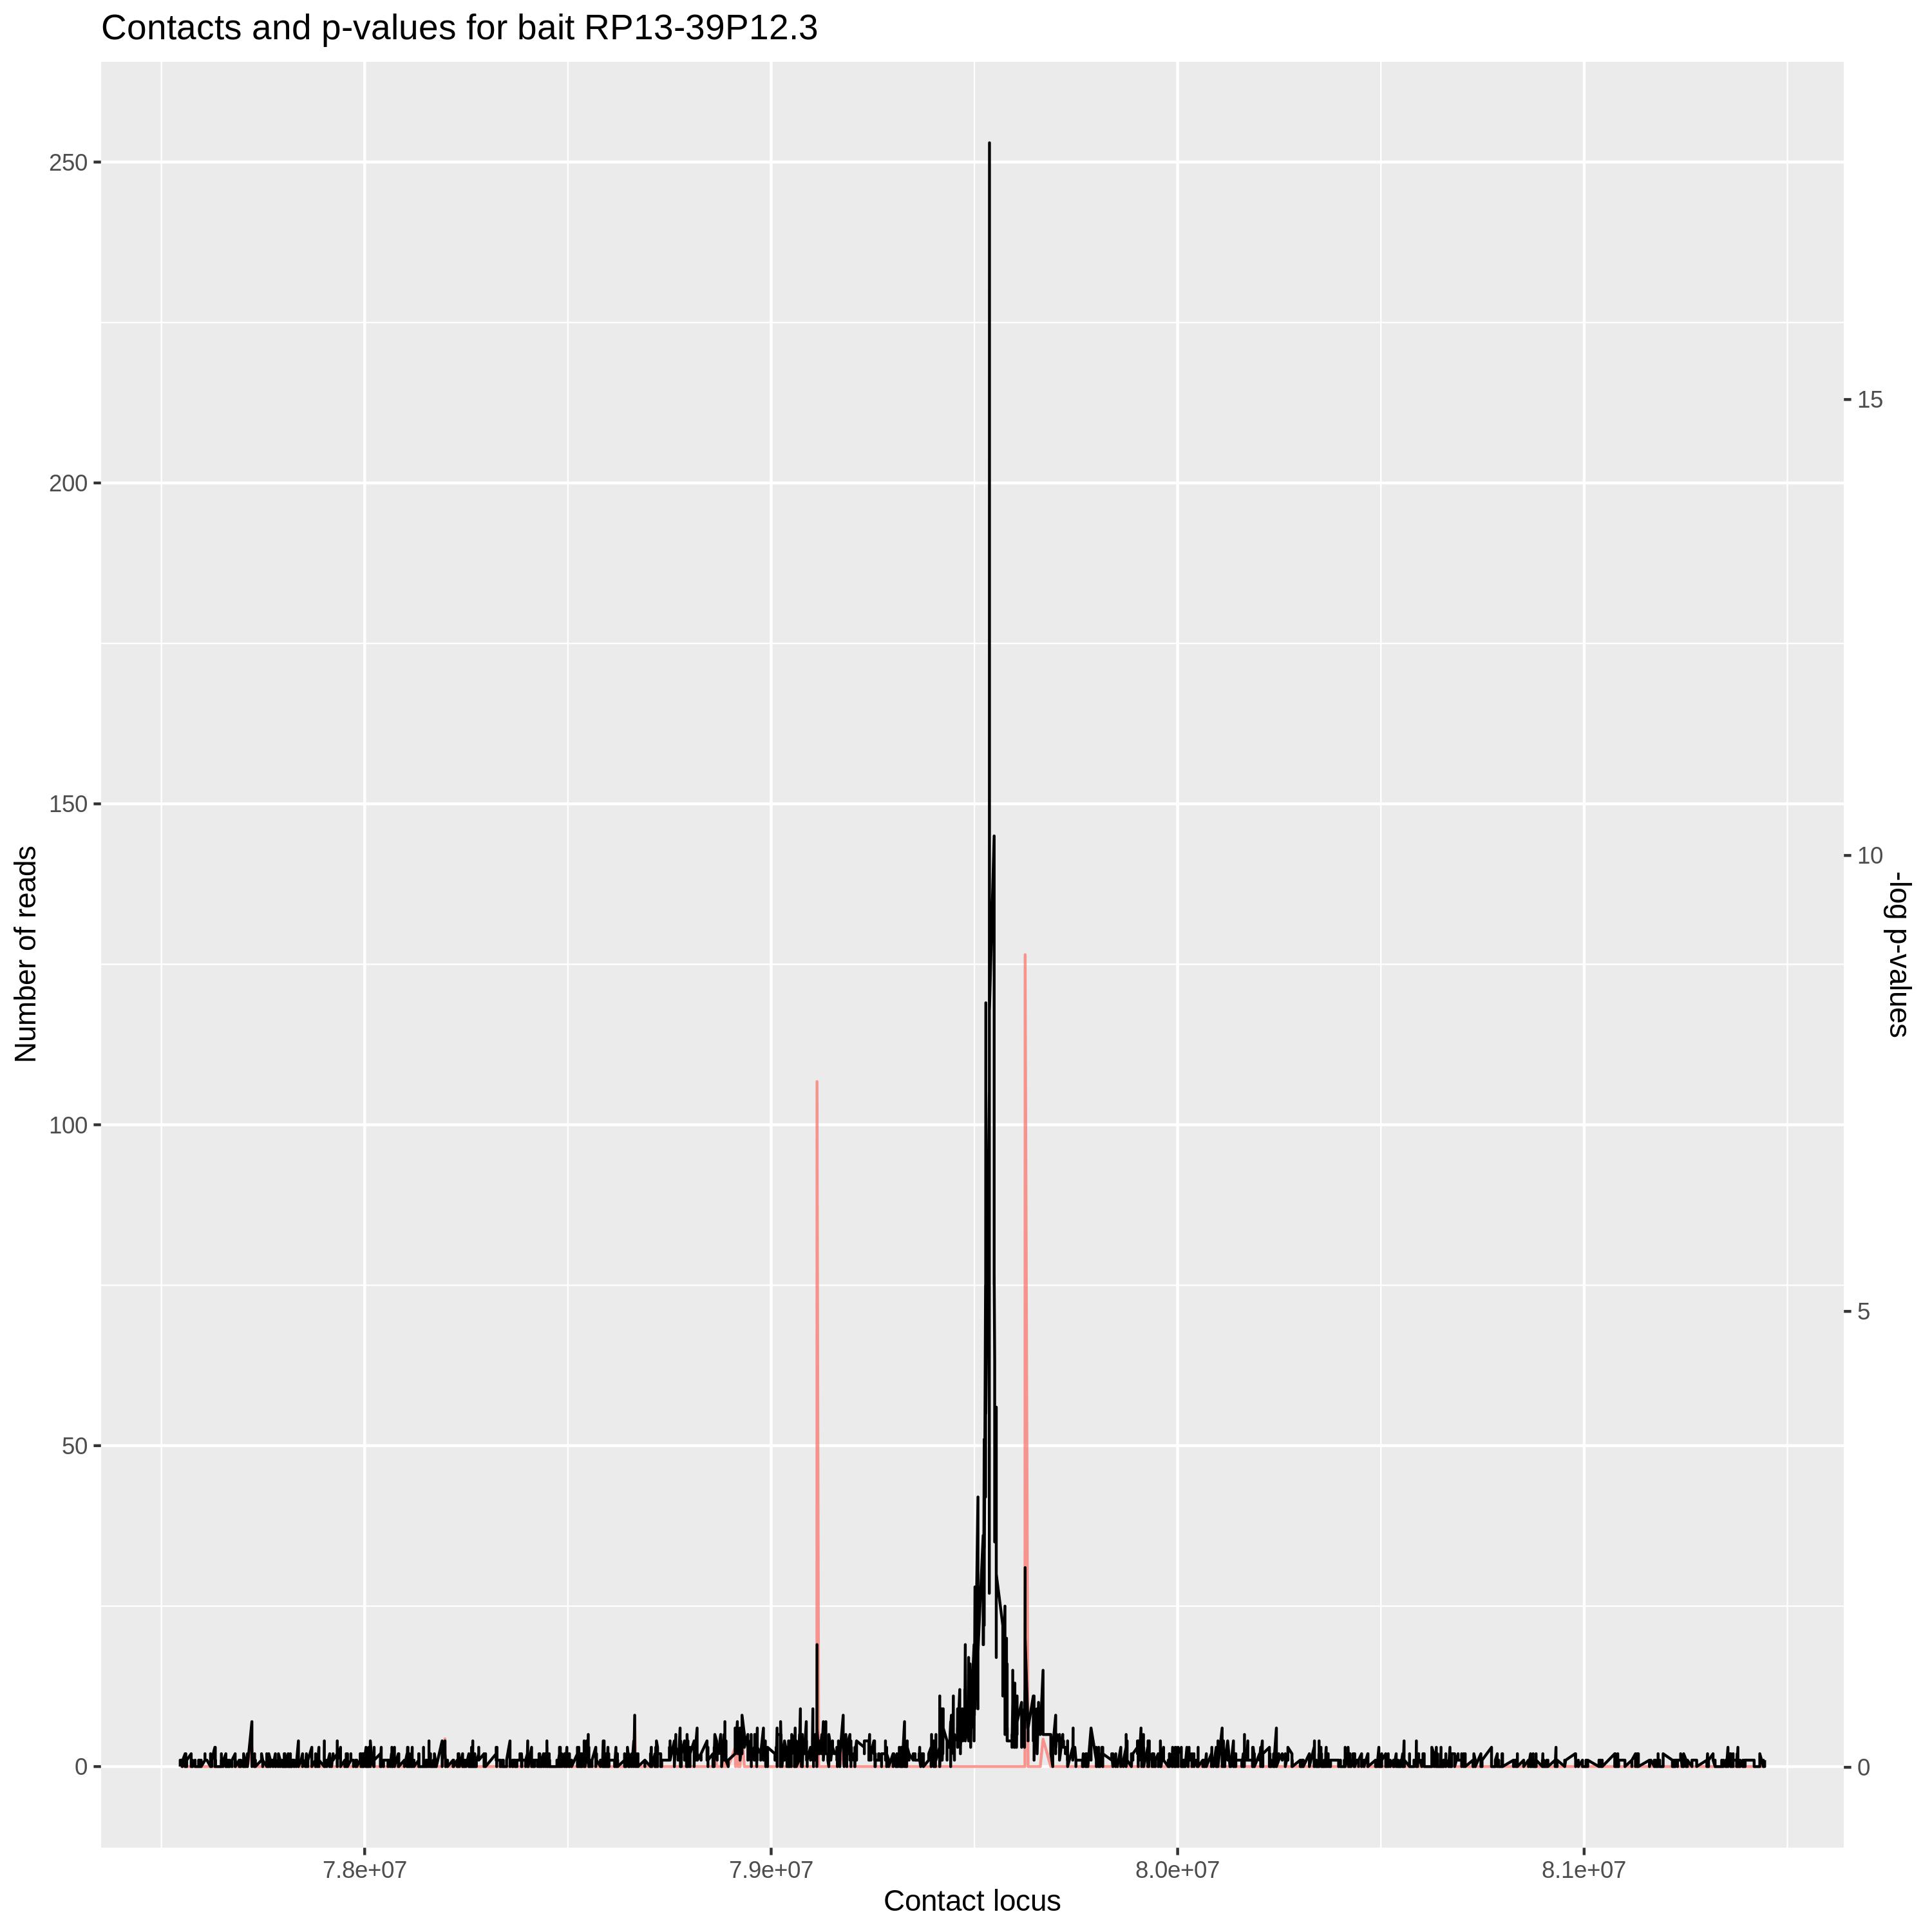 Contacts and p-values for bait RP13-39P12.3
250
200
150
100
50
0
Number of reads
15
10
5
0
-log p-values
7.8e+07
7.9e+07
8.0e+07
8.1e+07
Contact locus